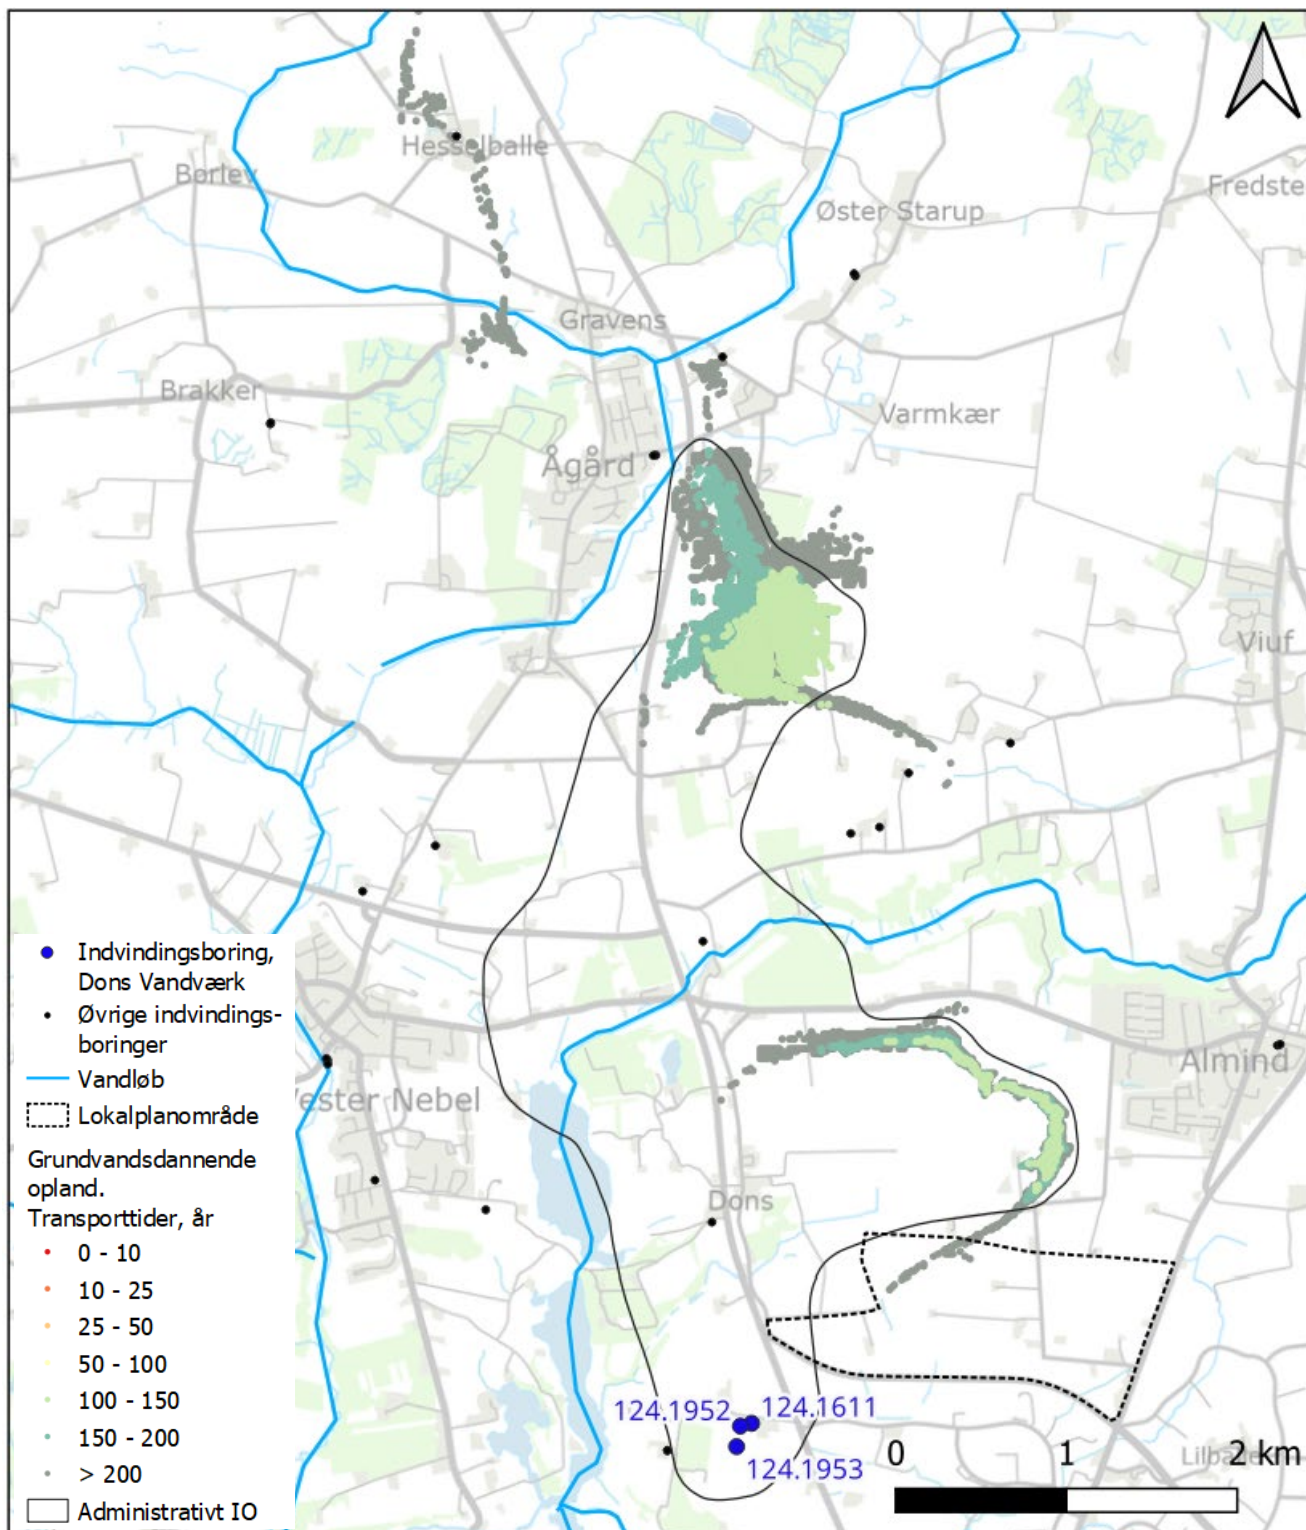 Hesselballe
Børlev
Fredste
Øster Starup
Gravens
Brakker
Varmkær
Ågård
Viuf
Indvindingsboring,
Dons Vandværk
Øvrige indvindings-
boringer
Vandløb
Lokalplanområde
Grundvandsdannende
opland.
Transporttider, år
0 - 10
10 - 25
25 - 50
50 - 100
100 - 150
150 - 200
> 200
Administrativt IO
Almind
Vester Nebel
Dons
124.1952
124.1611
124.1953
0 1 2 km